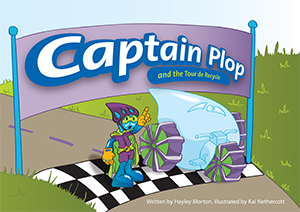 Captain Plop
and the Tour de Recycle
Written by Hayley Morton, Illustrated by Kai Nethercott